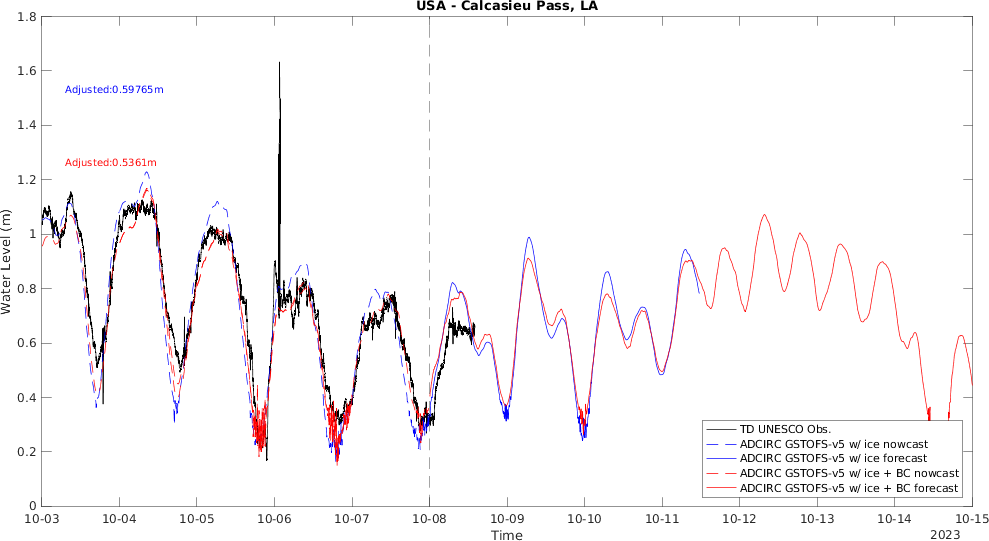 USA - Calcasieu Pass, LA
1.8
1.6
1.4
1.2
1
0.8
0.6
0.4
0.2
0
Water Level (m)
Adjusted:0.59765m
Adjusted:0.5361m
TD UNESCO Obs.
ADCIRC GSTOFS-v5 w/ ice nowcast
ADCIRC GSTOFS-v5 w/ ice forecast
ADCIRC GSTOFS-v5 w/ ice + BC nowcast
ADCIRC GSTOFS-v5 w/ ice + BC forecast
10-03 10-04 10-05 10-06 10-07 10-08 10-09 10-10 10-11 10-12 10-13 10-14 10-15
Time
2023